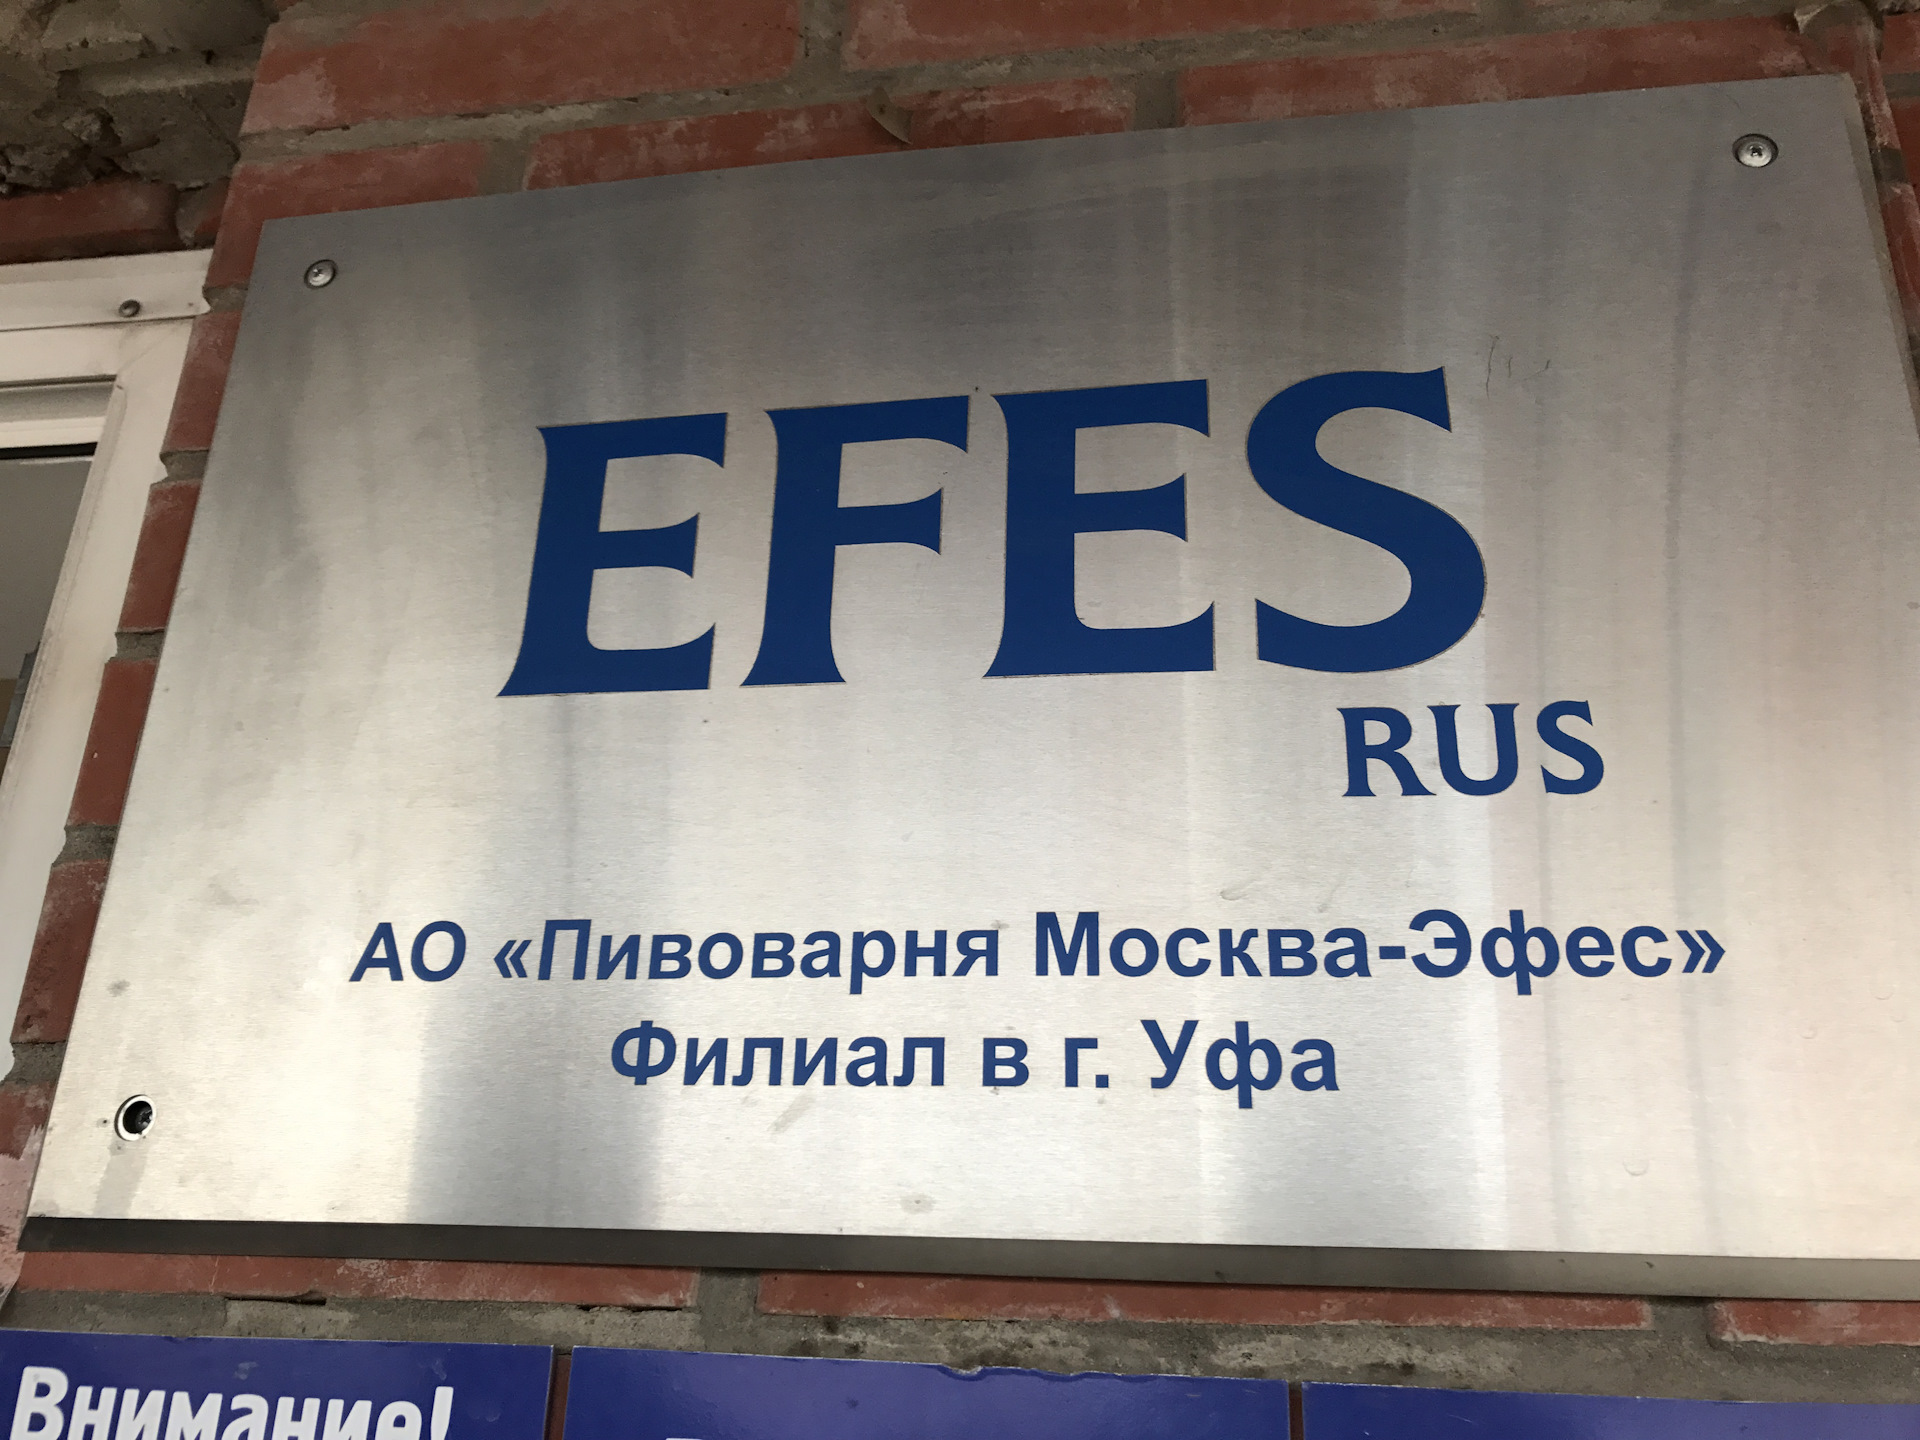 EFES
RUS
АО «Пивоварня Москва-Эфес»
Филиал в г. Уфа
Внимание!